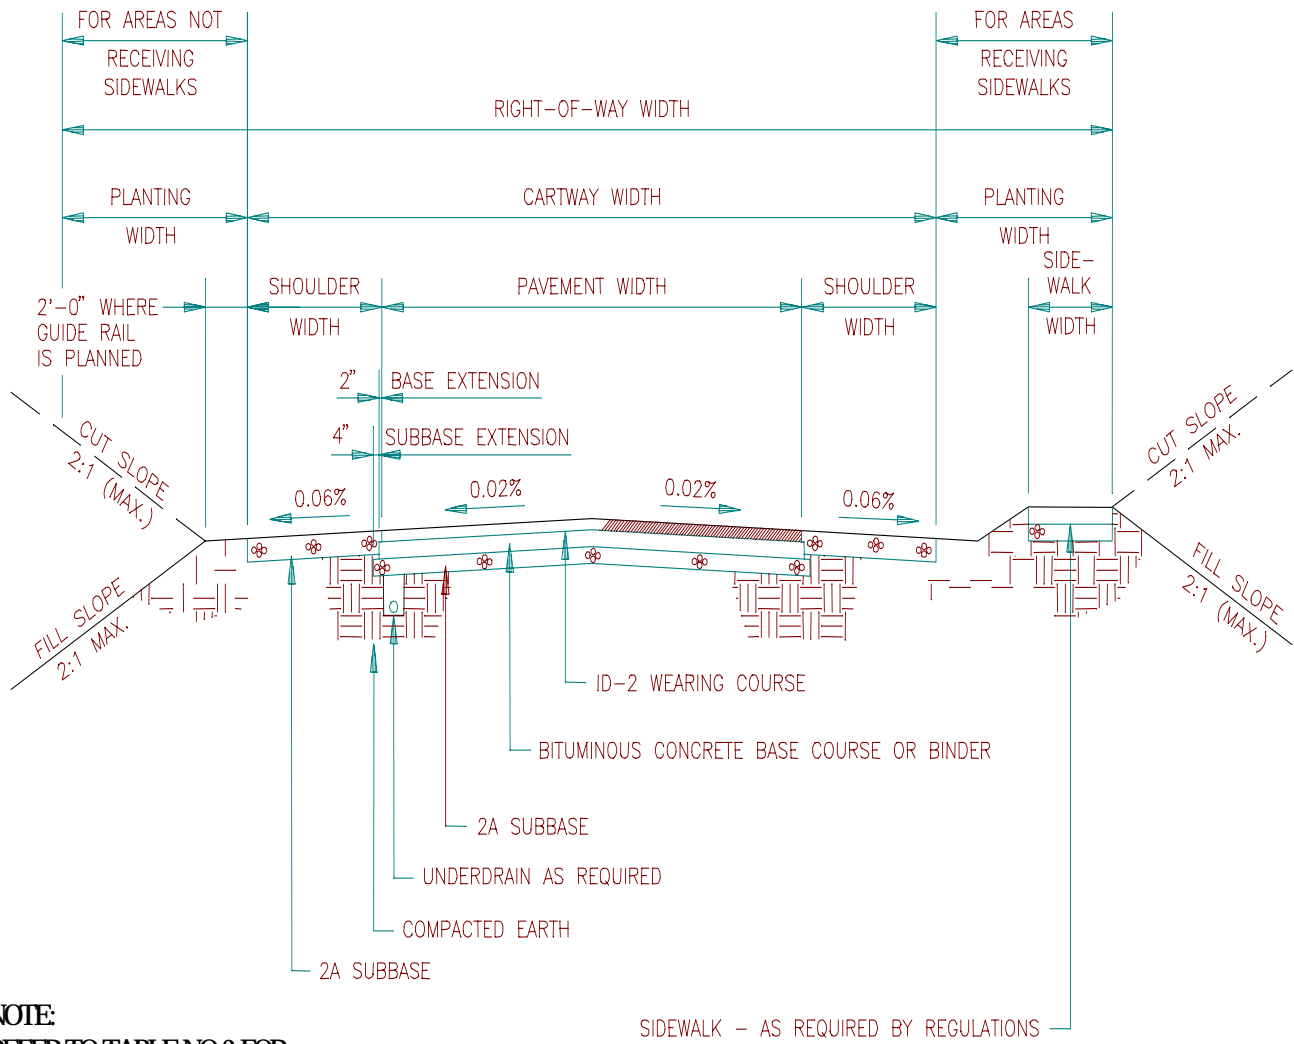 FOR AREAS NOT
RECEIVING
SIDEWALKS
FOR AREAS
RECEIVING
SIDEWALKS
RIGHT-OF-WAY WIDTH
PLANTING
WIDTH
CARTWAY WIDTH
PLANTING
WIDTH
SIDE-
WALK
WIDTH
2'-0" WHERE
GUIDE RAIL
IS PLANNED
SHOULDER
WIDTH
PAVEMENT WIDTH
SHOULDER
WIDTH
2" BASE EXTENSION
4" SUBBASE EXTENSION
CUT SLOPE
2:1 (MAX.)
CUT SLOPE
2:1 MAX.
0.06%
0.02%
0.02%
0.06%
FILL SLOPE
2:1 MAX.
FILL SLOPE
2:1 (MAX.)
ID-2 WEARING COURSE
BITUMINOUS CONCRETE BASE COURSE OR BINDER
2A SUBBASE
UNDERDRAIN AS REQUIRED
COMPACTED EARTH
2A SUBBASE
SIDEWALK - AS REQUIRED BY REGULATIONS
NOTE: